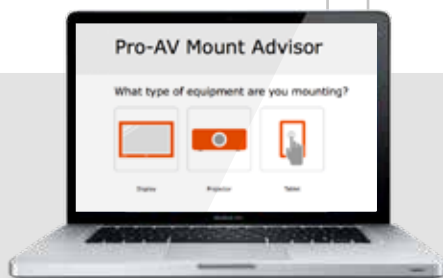 Pro-AV Mount Advisor
What type of equipment are you mounting?
Display
Projector
Tablet